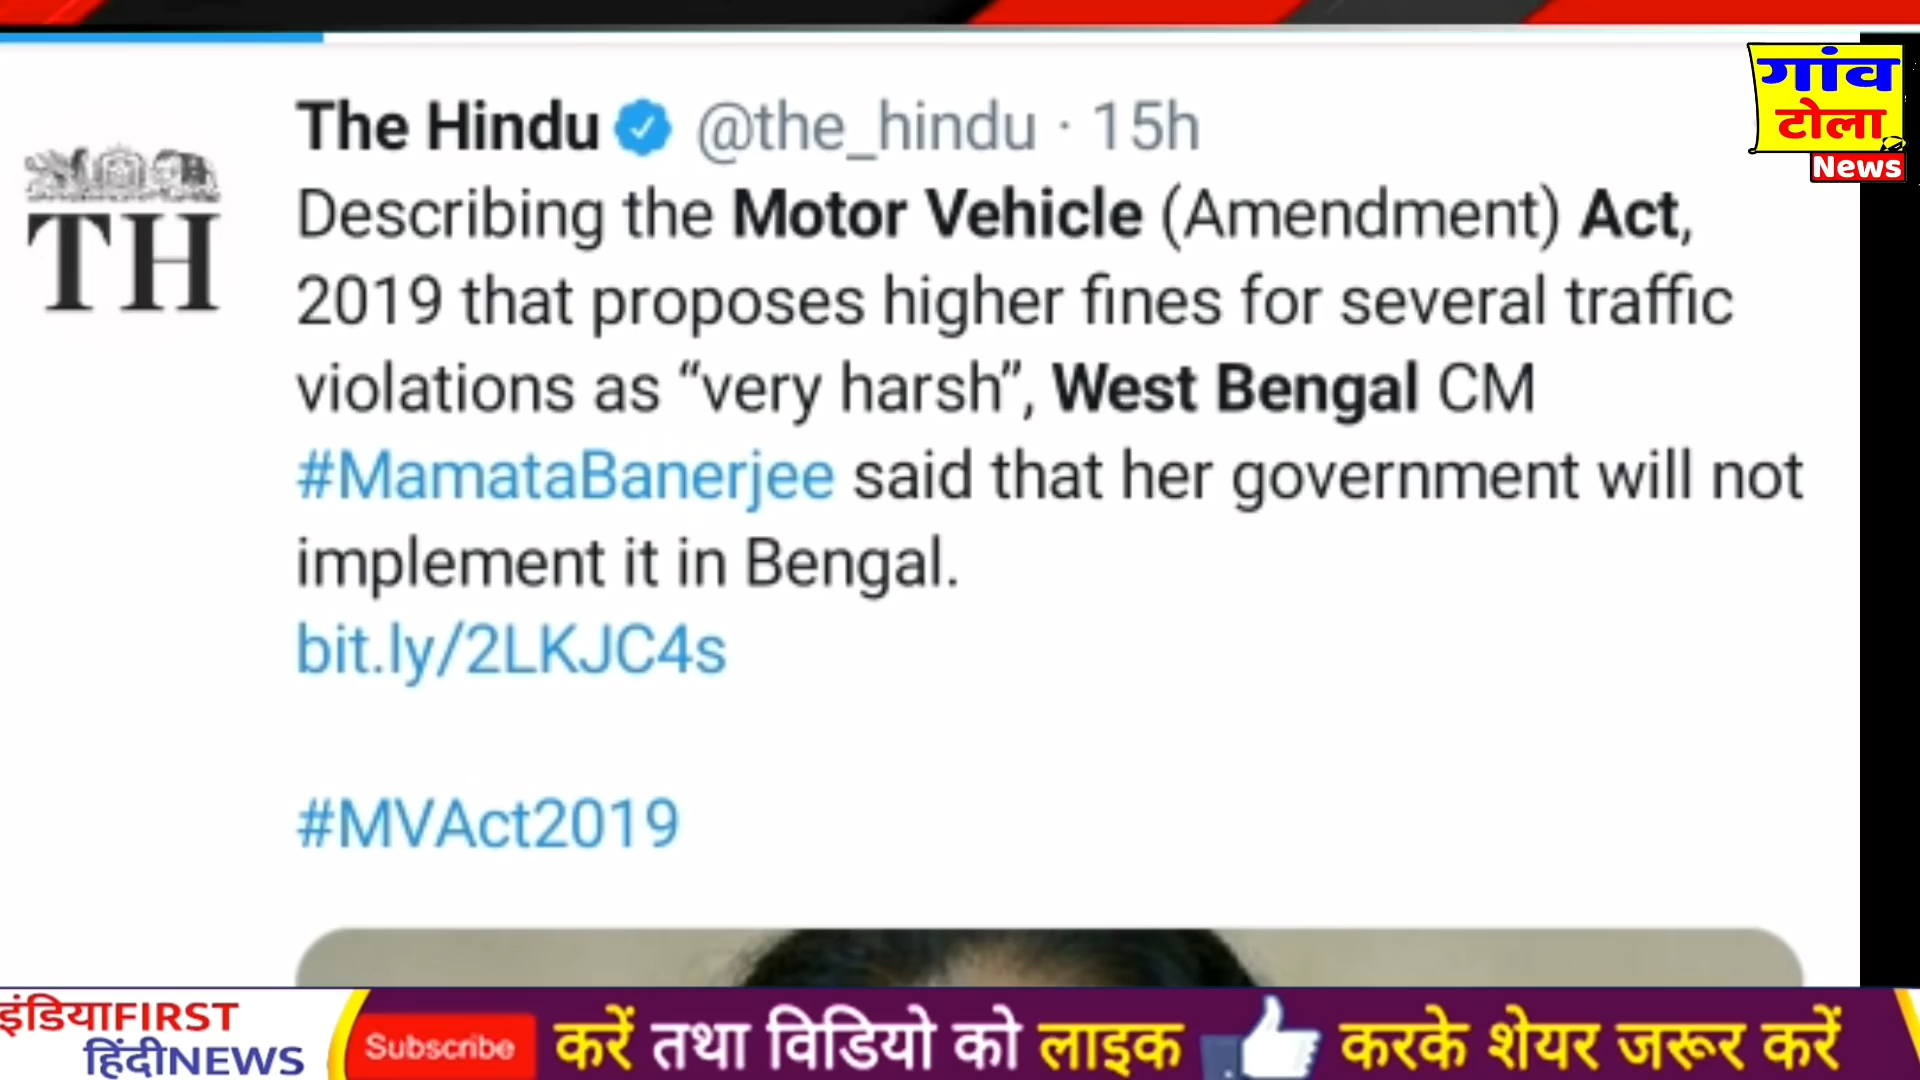 गांव
टोला
News
The Hindu @the_hindu · 15h
TH
Describing the Motor Vehicle (Amendment) Act,
2019 that proposes higher fines for several traffic
violations as “very harsh”, West Bengal CM
#MamataBanerjee said that her government will not
implement it in Bengal.
bit.ly/2LKJC4s
#MVAct2019
इंडियाFIRST
हिंदीNEWS
Subscribe करें तथा विडियो को लाइक करके शेयर जरूर करें